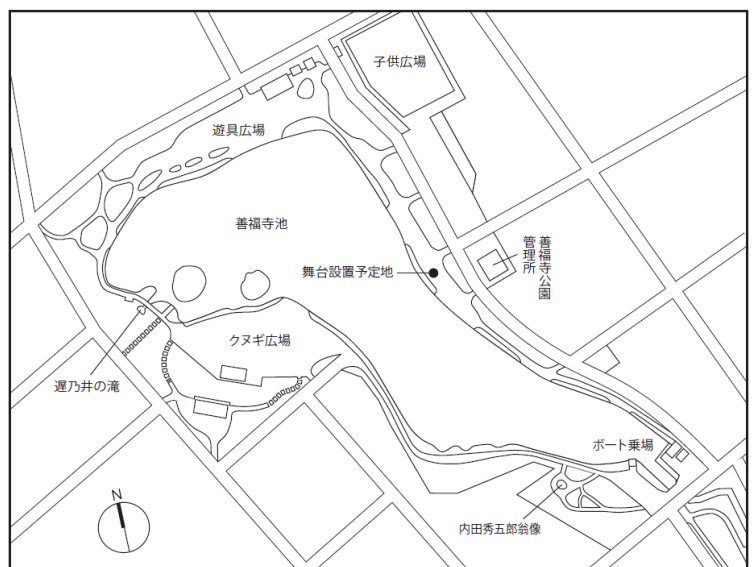 子供広場
遊具広場
善福寺池
善福寺公園
管理所
舞台設置予定地
クヌギ広場
遅乃井の滝
ボート乗場
内田秀五郎翁像
N